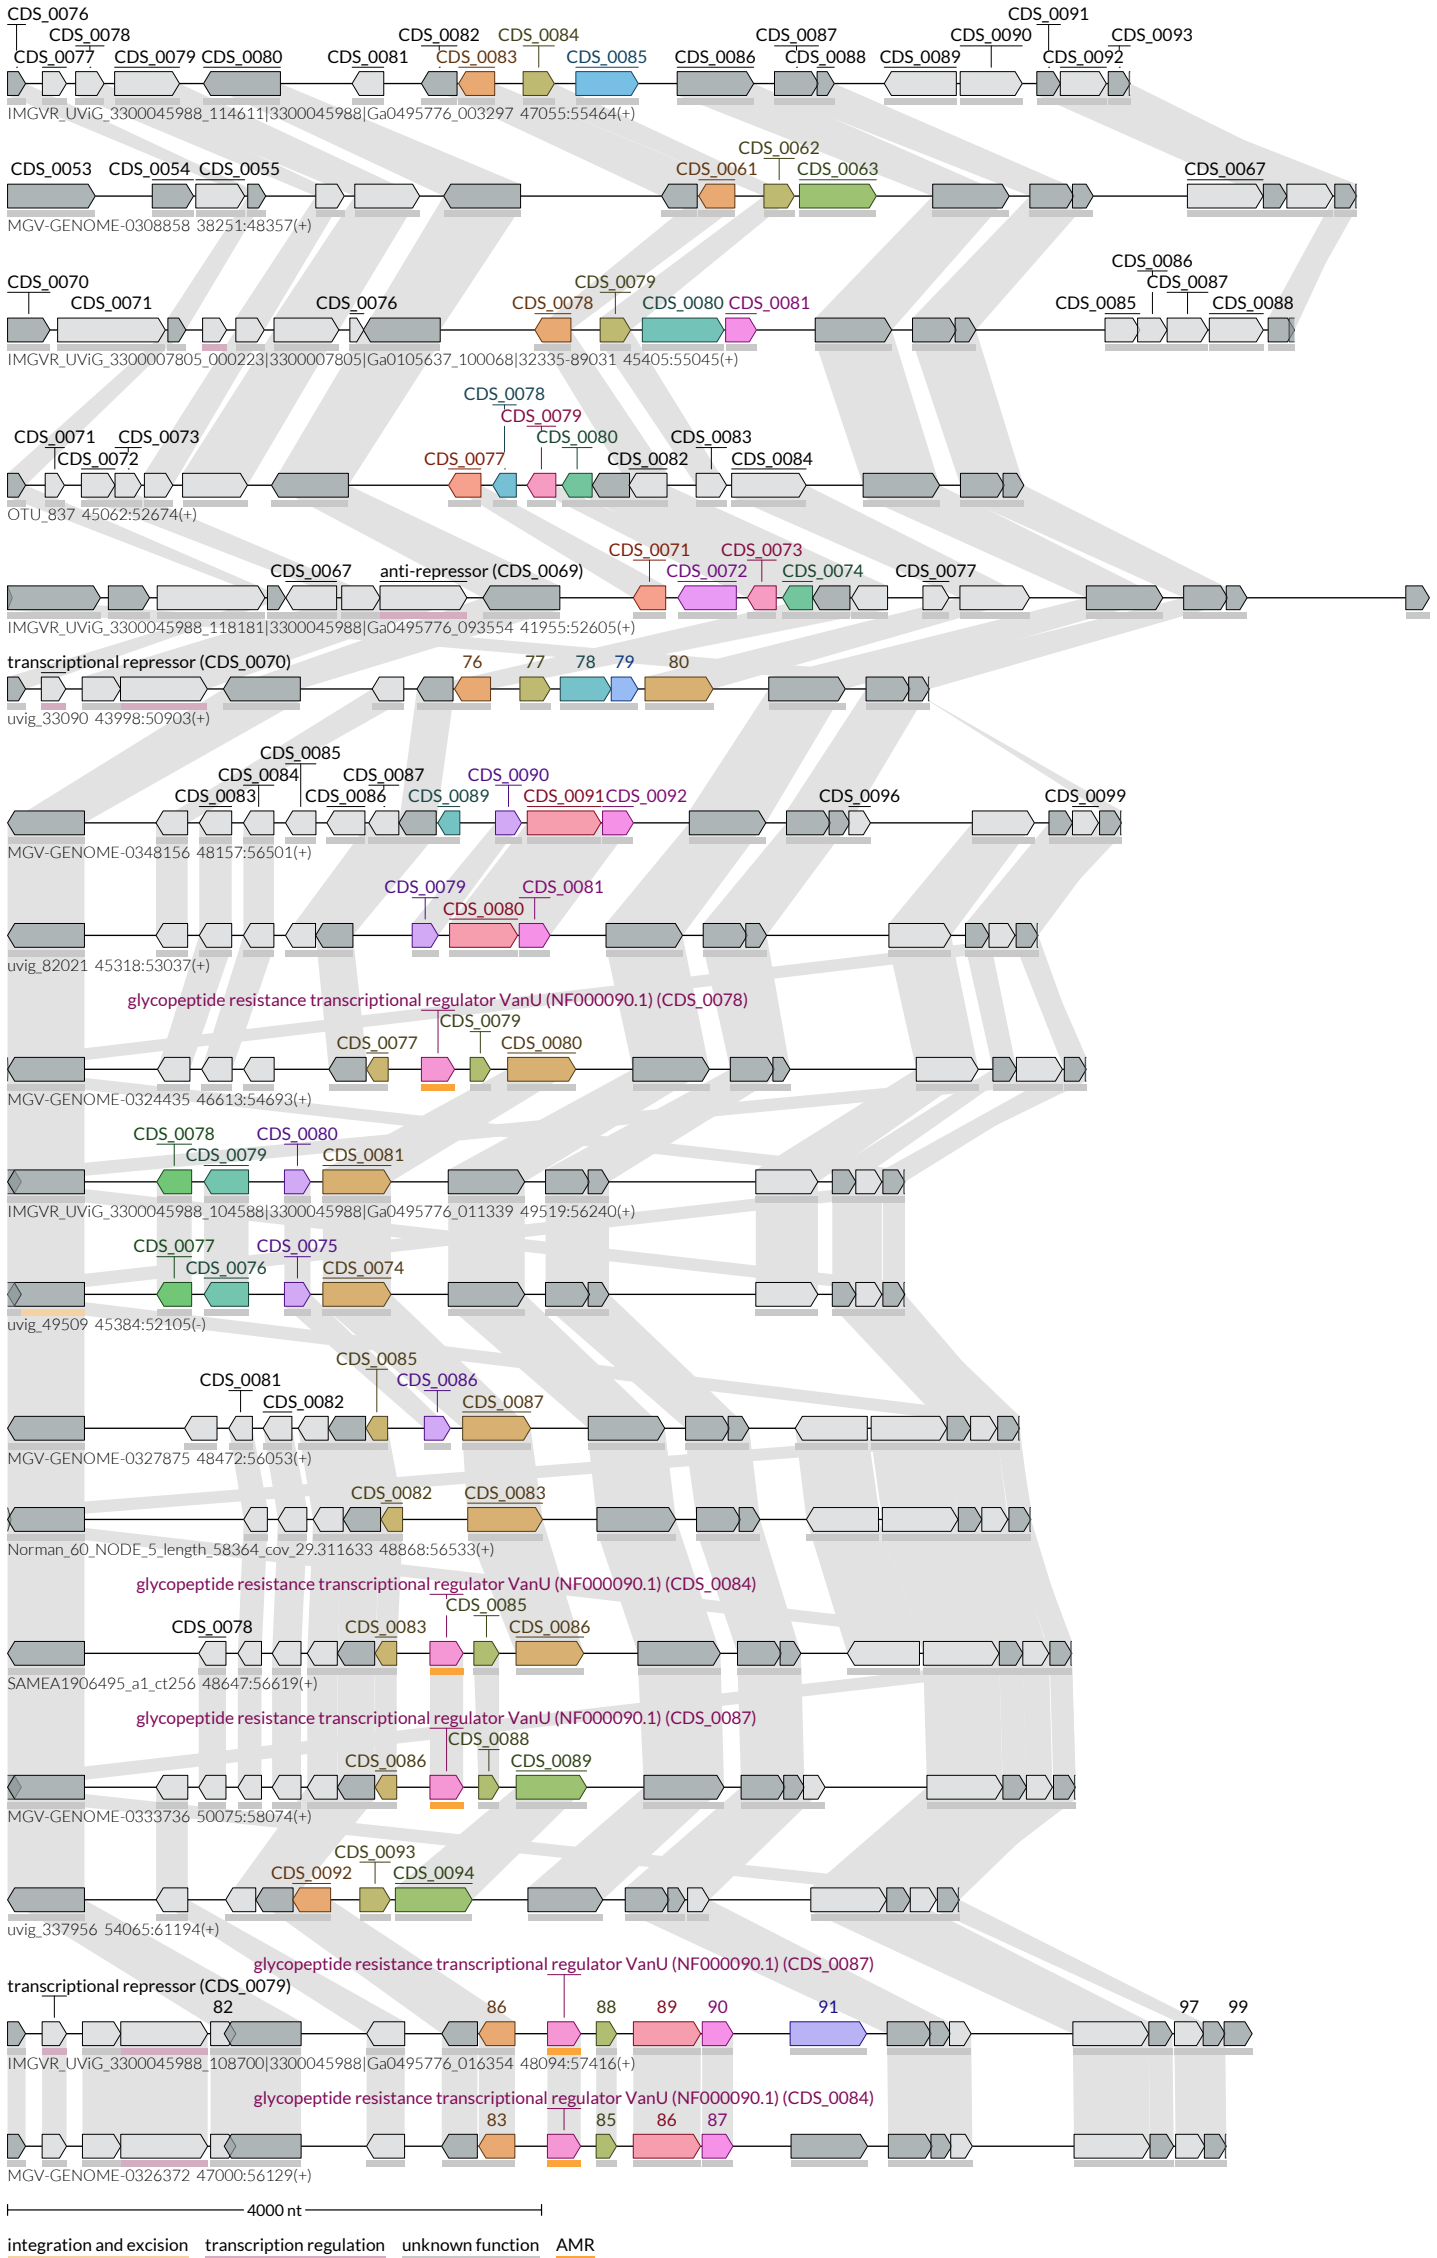 CDS_0076 CDS_0091
CDS_0078 CDS_0082 CDS_0084 CDS_0087 CDS_0090 CDS_0093
CDS_0077 CDS_0079 CDS_0080 CDS_0081 CDS_0083 CDS_0085 CDS_0086 CDS_0088 CDS_0089 CDS_0092
IMGVR_UViG_3300045988_114611|3300045988|Ga0495776_003297 47055:55464(+)
CDS_0062
CDS_0053 CDS_0054 CDS_0055 CDS_0061 CDS_0063 CDS_0067
MGV-GENOME-0308858 38251:48357(+)
CDS_0086
CDS_0070 CDS_0079 CDS_0087
CDS_0071 CDS_0076 CDS_0078 CDS_0080 CDS_0081 CDS_0085 CDS_0088
IMGVR_UViG_3300007805_000223|3300007805|Ga0105637_100068|32335-89031 45405:55045(+)
CDS_0078
CDS_0079
CDS_0071 CDS_0073 CDS_0080 CDS_0083
CDS_0072 CDS_0077 CDS_0082 CDS_0084
OTU_837 45062:52674(+)
CDS_0071 CDS_0073
CDS_0067 anti-repressor (CDS_0069) CDS_0072 CDS_0074 CDS_0077
IMGVR_UViG_3300045988_118181|3300045988|Ga0495776_093554 41955:52605(+)
transcriptional repressor (CDS_0070) 76 77 78 79 80
uvig_33090 43998:50903(+)
CDS_0085
CDS_0084 CDS_0087 CDS_0090
CDS_0083 CDS_0086 CDS_0089 CDS_0091 CDS_0092 CDS_0096 CDS_0099
MGV-GENOME-0348156 48157:56501(+)
CDS_0079 CDS_0081
CDS_0080
uvig_82021 45318:53037(+)
glycopeptide resistance transcriptional regulator VanU (NF000090.1) (CDS_0078)
CDS_0079
CDS_0077 CDS_0080
MGV-GENOME-0324435 46613:54693(+)
CDS_0078 CDS_0080
CDS_0079 CDS_0081
IMGVR_UViG_3300045988_104588|3300045988|Ga0495776_011339 49519:56240(+)
CDS_0077 CDS_0075
CDS_0076 CDS_0074
uvig_49509 45384:52105(-)
CDS_0085
CDS_0081 CDS_0086
CDS_0082 CDS_0087
MGV-GENOME-0327875 48472:56053(+)
CDS_0082 CDS_0083
Norman_60_NODE_5_length_58364_cov_29.311633 48868:56533(+)
glycopeptide resistance transcriptional regulator VanU (NF000090.1) (CDS_0084)
CDS_0085
CDS_0078 CDS_0083 CDS_0086
SAMEA1906495_a1_ct256 48647:56619(+)
glycopeptide resistance transcriptional regulator VanU (NF000090.1) (CDS_0087)
CDS_0088
CDS_0086 CDS_0089
MGV-GENOME-0333736 50075:58074(+)
CDS_0093
CDS_0092 CDS_0094
uvig_337956 54065:61194(+)
glycopeptide resistance transcriptional regulator VanU (NF000090.1) (CDS_0087)
transcriptional repressor (CDS_0079)
82 86 88 89 90 91 97 99
IMGVR_UViG_3300045988_108700|3300045988|Ga0495776_016354 48094:57416(+)
glycopeptide resistance transcriptional regulator VanU (NF000090.1) (CDS_0084)
83 85 86 87
MGV-GENOME-0326372 47000:56129(+)
4000 nt
integration and excision transcription regulation unknown function AMR